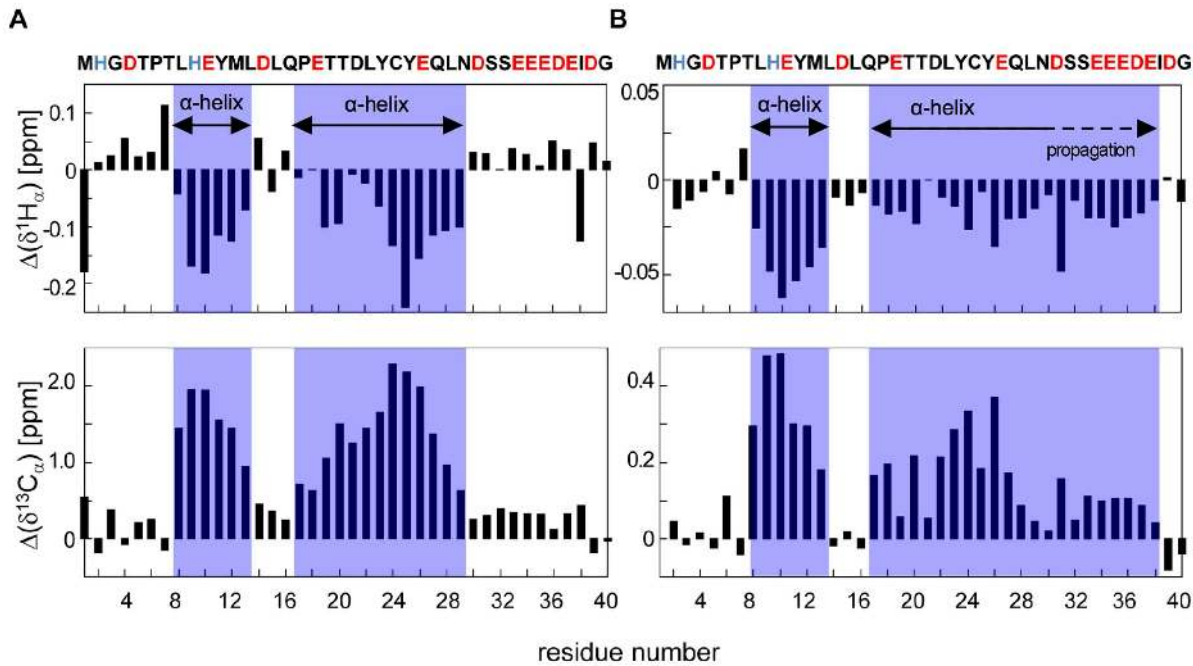 A
B
MHGDTPTLHEYMLDLQPETTDLYCYEQLNDSSEEEDEIDG
MHGDTPTLHEYMLDLQPETTDLYCYEQLNDSSEEEDEIDG
α-helix
α-helix
α-helix
α-helix
propagation
0.1
0
-0.1
-0.2
Δ(δ¹Hα) [ppm]
0.05
0
-0.05
2.0
1.0
0
Δ(δ¹³Cα) [ppm]
0.4
0.2
0
4 8 12 16 20 24 28 32 36 40
4 8 12 16 20 24 28 32 36 40
residue number